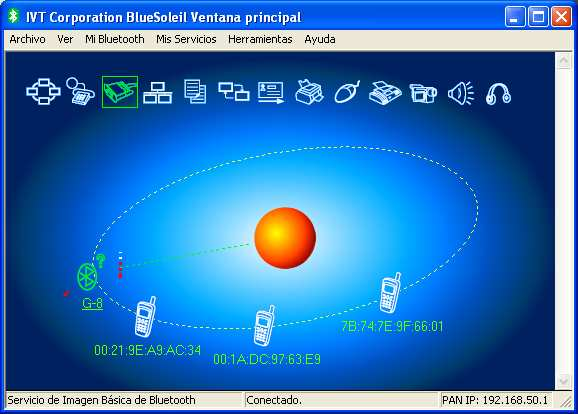 IVT Corporation BlueSoleil Ventana principal
Archivo Ver Mi Bluetooth Mis Servicios Herramientas Ayuda
?
G-8
00:21:9E:A9:AC:34
00:1A:DC:97:63:E9
7B:74:7E:9F:66:01
Servicio de Imagen Básica de Bluetooth Conectado. PAN IP: 192.168.50.1